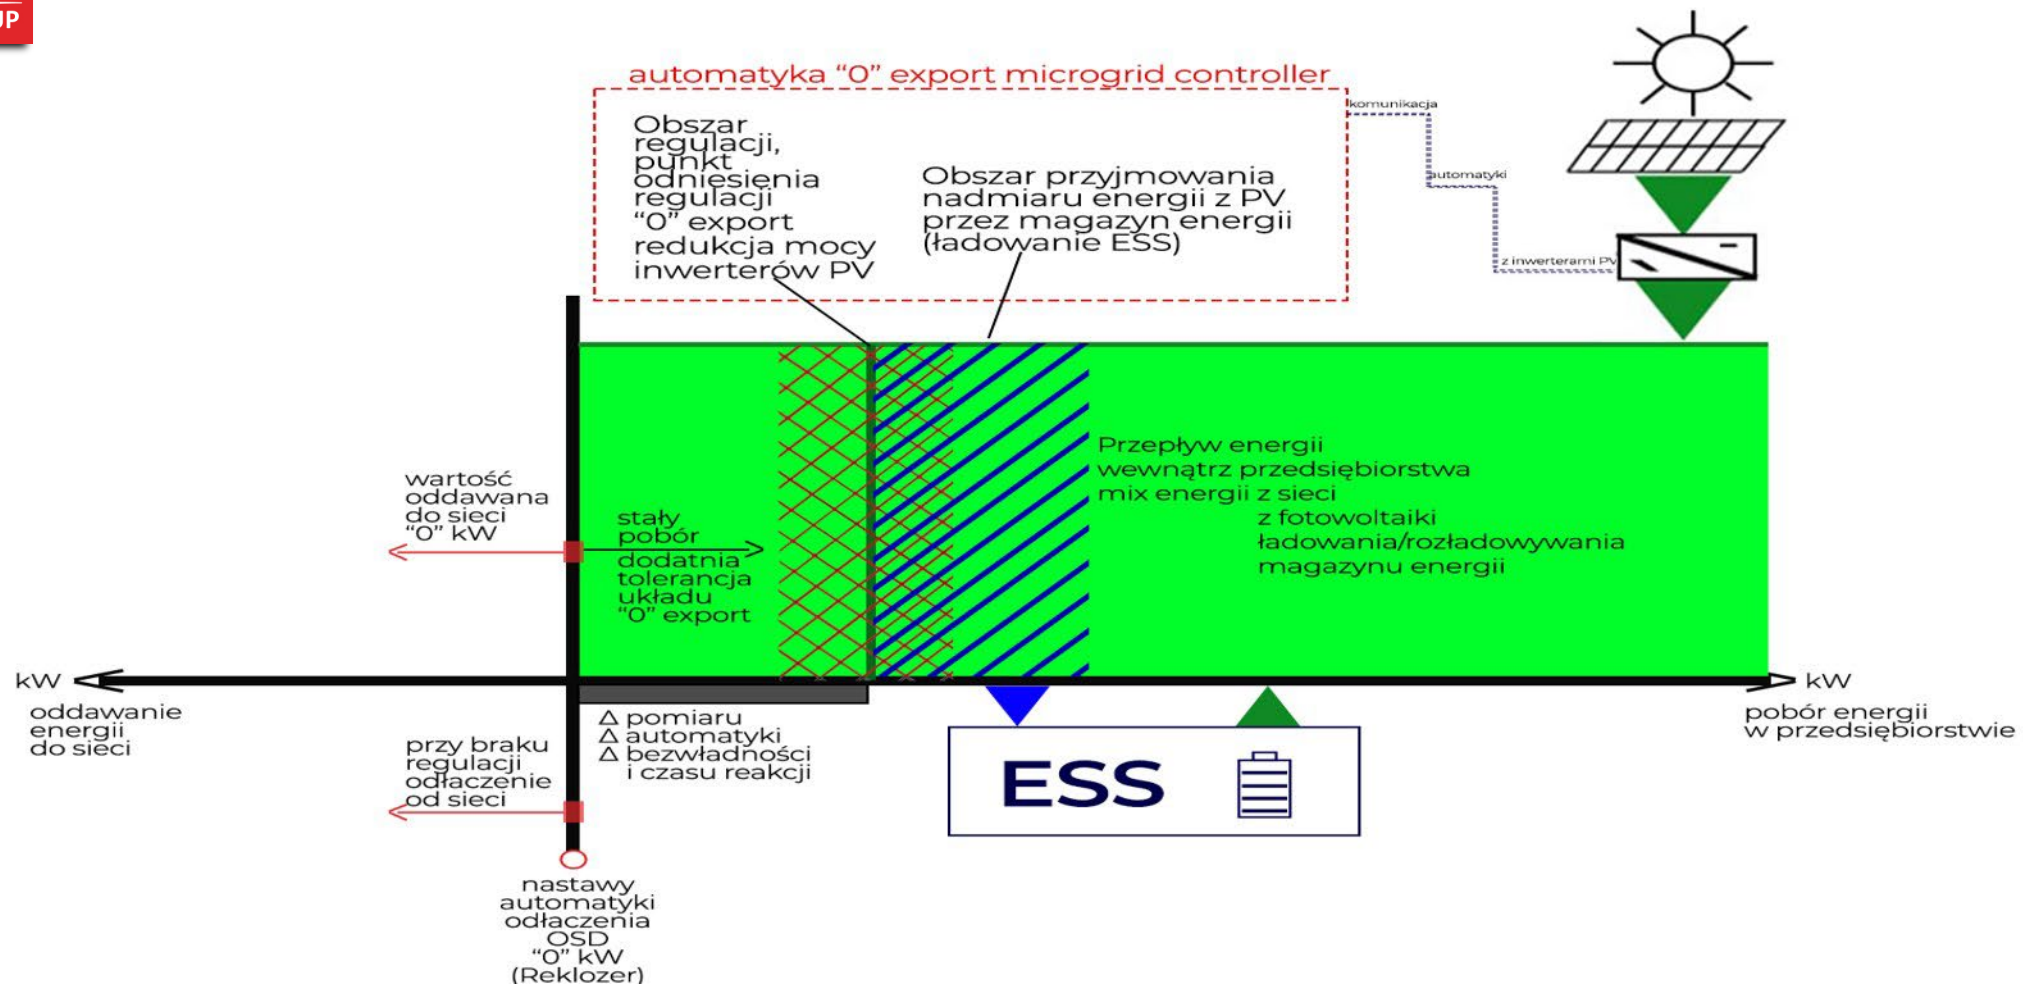 UP
automatyka “0” export microgrid controller
Obszar
regulacji,
punkt
odniesienia
regulacji
“0” export
redukcja mocy
inwerterów PV
Obszar przyjmowania
nadmiaru energii z PV
przez magazyn energii
(ładowanie ESS)
komunikacja
automatyki
z inwerterami PV
wartość
oddawana
do sieci
“0” kW
stały
pobór
dodatnia
tolerancja
układu
“0” export
Przepływ energii
wewnątrz przedsiębiorstwa
mix energii z sieci
z fotowoltaiki
ładowania/rozładowywania
magazynu energii
kW
oddawanie
energii
do sieci
kW
pobór energii
w przedsiębiorstwie
przy braku
regulacji
odłaczenie
od sieci
Δ pomiaru
Δ automatyki
Δ bezwładności
i czasu reakcji
ESS
nastawy
automatyki
odłaczenia
OSD
“0” kW
(Reklozer)